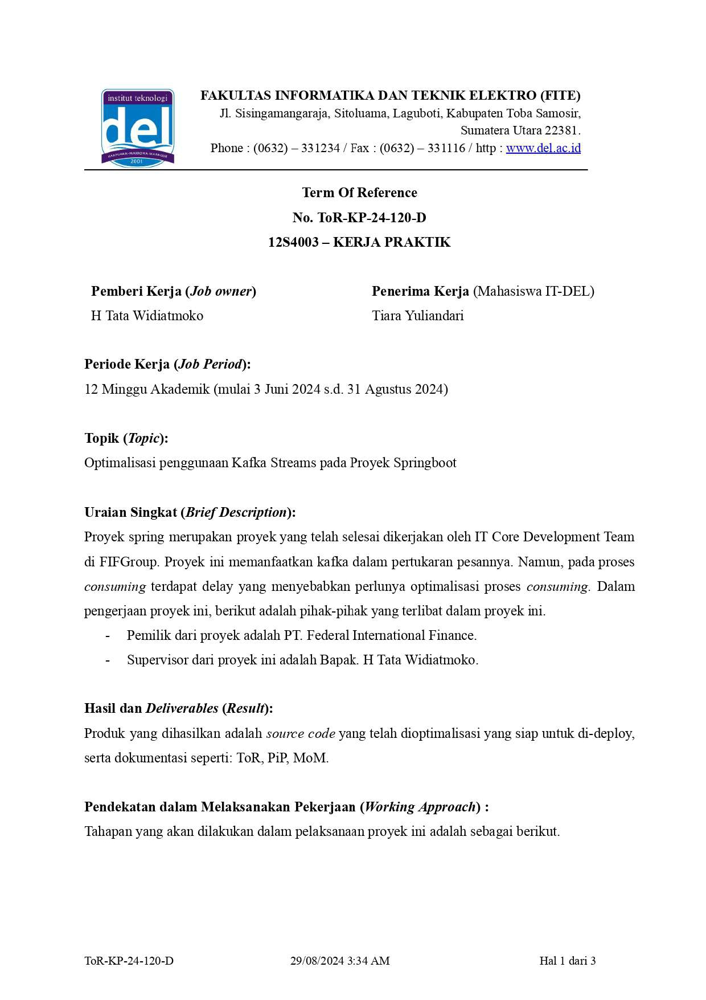 institut teknologi
del
MARTUHAN-MARROHA-MARBISUK
2001
FAKULTAS INFORMATIKA DAN TEKNIK ELEKTRO (FITE)
Jl. Sisingamangaraja, Sitoluama, Laguboti, Kabupaten Toba Samosir,
Sumatera Utara 22381.
Phone : (0632) – 331234 / Fax : (0632) – 331116 / http : www.del.ac.id
Term Of Reference
No. ToR-KP-24-120-D
12S4003 – KERJA PRAKTIK
Pemberi Kerja (Job owner) Penerima Kerja (Mahasiswa IT-DEL)
H Tata Widiatmoko Tiara Yuliandari
Periode Kerja (Job Period):
12 Minggu Akademik (mulai 3 Juni 2024 s.d. 31 Agustus 2024)
Topik (Topic):
Optimalisasi penggunaan Kafka Streams pada Proyek Springboot
Uraian Singkat (Brief Description):
Proyek spring merupakan proyek yang telah selesai dikerjakan oleh IT Core Development Team
di FIFGroup. Proyek ini memanfaatkan kafka dalam pertukaran pesannya. Namun, pada proses
consuming terdapat delay yang menyebabkan perlunya optimalisasi proses consuming. Dalam
pengerjaan proyek ini, berikut adalah pihak-pihak yang terlibat dalam proyek ini.
- Pemilik dari proyek adalah PT. Federal International Finance.
- Supervisor dari proyek ini adalah Bapak. H Tata Widiatmoko.
Hasil dan Deliverables (Result):
Produk yang dihasilkan adalah source code yang telah dioptimalisasi yang siap untuk di-deploy,
serta dokumentasi seperti: ToR, PiP, MoM.
Pendekatan dalam Melaksanakan Pekerjaan (Working Approach) :
Tahapan yang akan dilakukan dalam pelaksanaan proyek ini adalah sebagai berikut.
ToR-KP-24-120-D 29/08/2024 3:34 AM Hal 1 dari 3